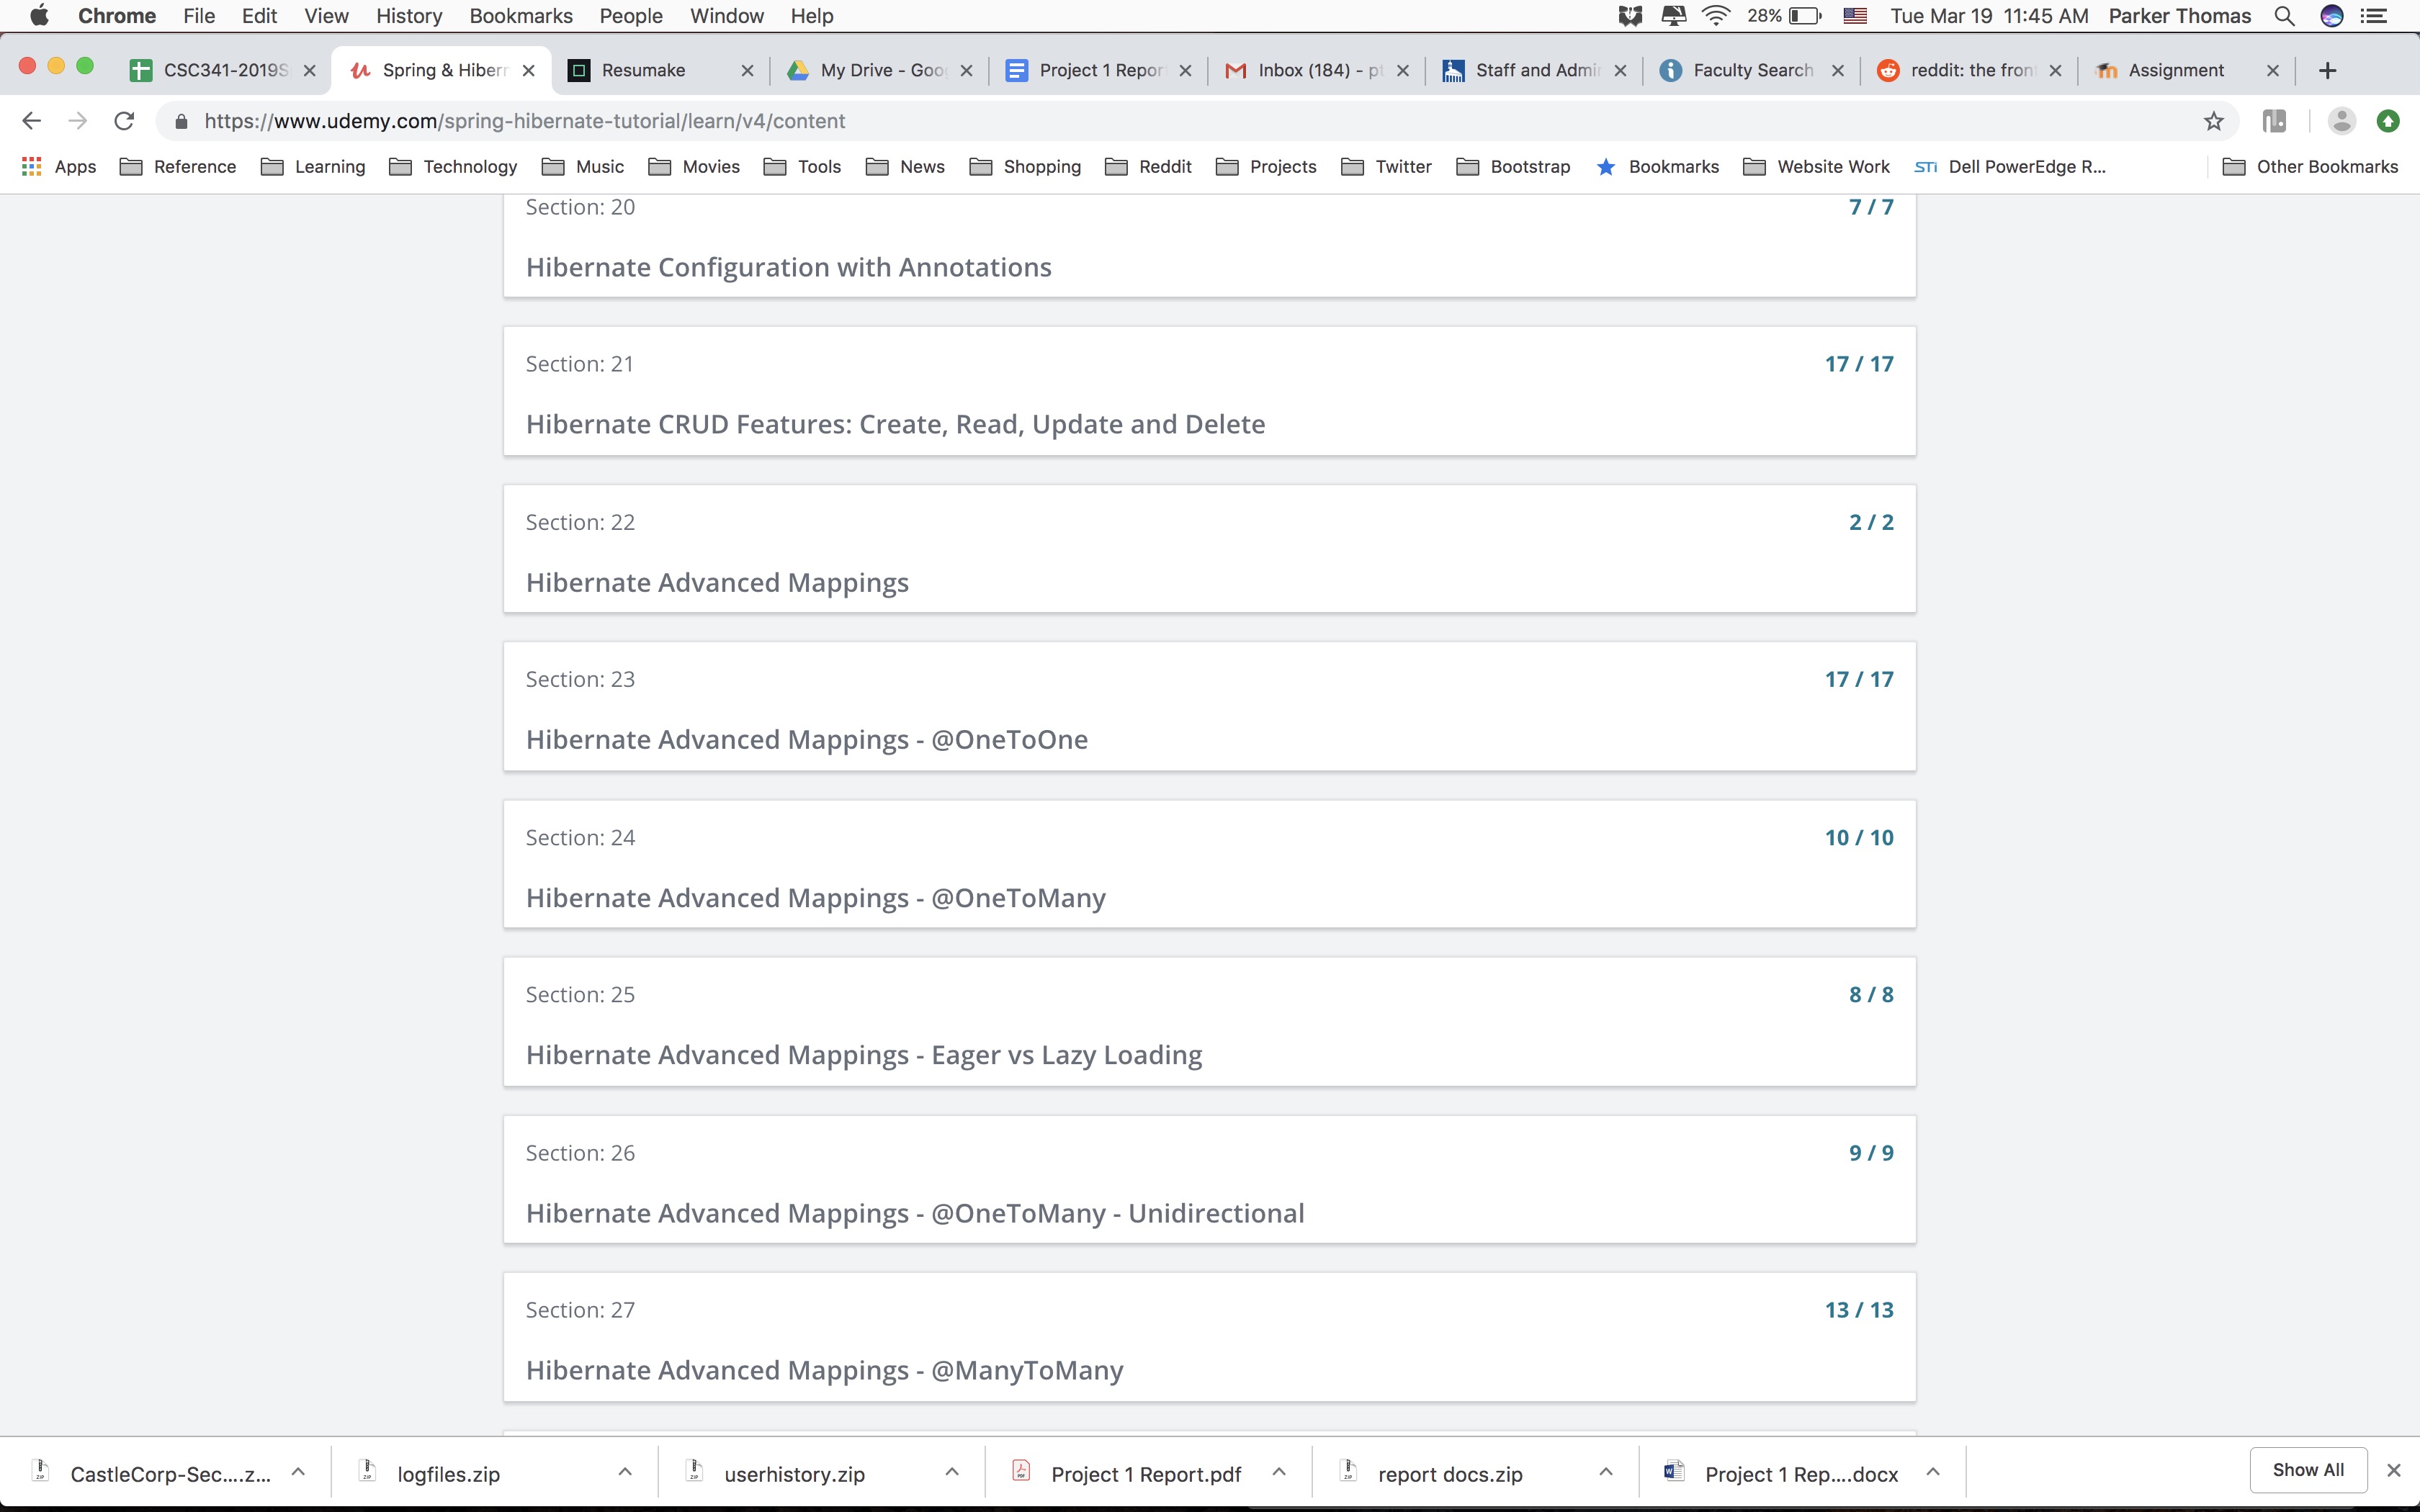 Chrome File Edit View History Bookmarks People Window Help 28% Tue Mar 19 11:45 AM Parker Thomas
CSC341-2019S Spring & Hibern Resumake My Drive - Goo Project 1 Repor Inbox (184) - pt Staff and Admi Faculty Search reddit: the fron Assignment
https://www.udemy.com/spring-hibernate-tutorial/learn/v4/content
Apps Reference Learning Technology Music Movies Tools News Shopping Reddit Projects Twitter Bootstrap Bookmarks Website Work STi Dell PowerEdge R... Other Bookmarks
Section: 20 7 / 7
Hibernate Configuration with Annotations
Section: 21 17 / 17
Hibernate CRUD Features: Create, Read, Update and Delete
Section: 22 2 / 2
Hibernate Advanced Mappings
Section: 23 17 / 17
Hibernate Advanced Mappings - @OneToOne
Section: 24 10 / 10
Hibernate Advanced Mappings - @OneToMany
Section: 25 8 / 8
Hibernate Advanced Mappings - Eager vs Lazy Loading
Section: 26 9 / 9
Hibernate Advanced Mappings - @OneToMany - Unidirectional
Section: 27 13 / 13
Hibernate Advanced Mappings - @ManyToMany
CastleCorp-Sec....z... logfiles.zip userhistory.zip Project 1 Report.pdf report docs.zip Project 1 Rep....docx Show All